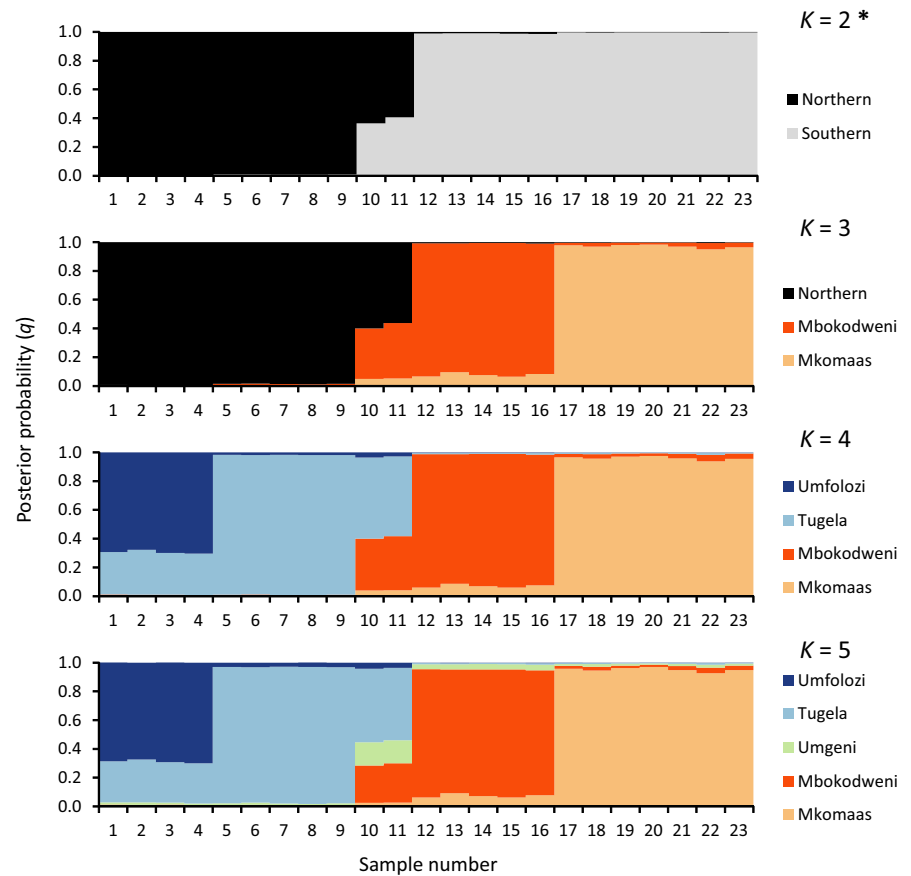 K = 2 *
1.0
0.8
0.6
0.4
0.2
0.0
Northern
Southern
1 2 3 4 5 6 7 8 9 10 11 12 13 14 15 16 17 18 19 20 21 22 23
K = 3
1.0
0.8
0.6
0.4
0.2
0.0
Northern
Mbokodweni
Mkomaas
1 2 3 4 5 6 7 8 9 10 11 12 13 14 15 16 17 18 19 20 21 22 23
Posterior probability (q)
K = 4
1.0
0.8
0.6
0.4
0.2
0.0
Umfolozi
Tugela
Mbokodweni
Mkomaas
1 2 3 4 5 6 7 8 9 10 11 12 13 14 15 16 17 18 19 20 21 22 23
K = 5
1.0
0.8
0.6
0.4
0.2
0.0
Umfolozi
Tugela
Umgeni
Mbokodweni
Mkomaas
1 2 3 4 5 6 7 8 9 10 11 12 13 14 15 16 17 18 19 20 21 22 23
Sample number